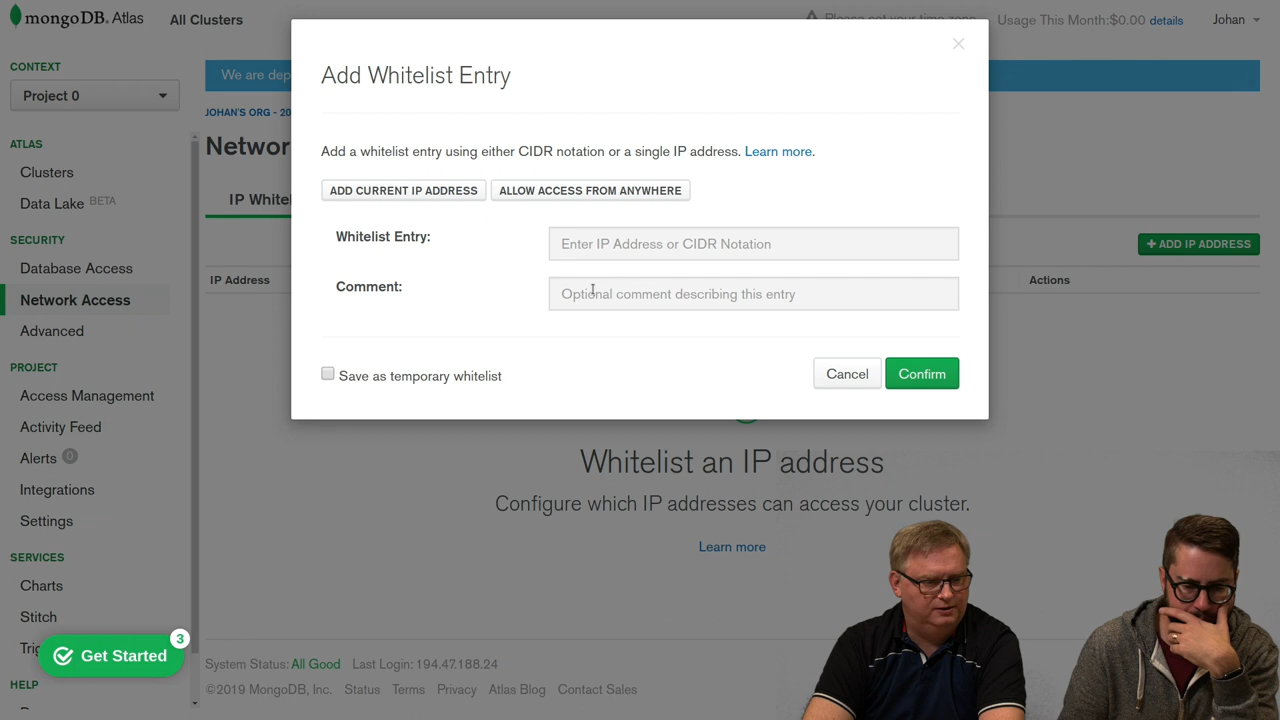 mongoDB. Atlas
All Clusters
Please set your time zone
Usage This Month:$0.00 details
Johan
CONTEXT
Project 0
We are dep
JOHAN'S ORG - 20
ATLAS
Networ
Clusters
Data Lake BETA
IP White
SECURITY
Database Access
Network Access
Advanced
+ ADD IP ADDRESS
IP Address
Actions
Add Whitelist Entry
Add a whitelist entry using either CIDR notation or a single IP address. Learn more.
ADD CURRENT IP ADDRESS
ALLOW ACCESS FROM ANYWHERE
Whitelist Entry:
Enter IP Address or CIDR Notation
Comment:
Optional comment describing this entry
Save as temporary whitelist
Cancel
Confirm
PROJECT
Access Management
Activity Feed
Alerts 0
Integrations
Settings
Whitelist an IP address
Configure which IP addresses can access your cluster.
Learn more
SERVICES
Charts
Stitch
Trig
Get Started
3
HELP
System Status: All Good Last Login: 194.47.188.24
©2019 MongoDB, Inc. Status Terms Privacy Atlas Blog Contact Sales